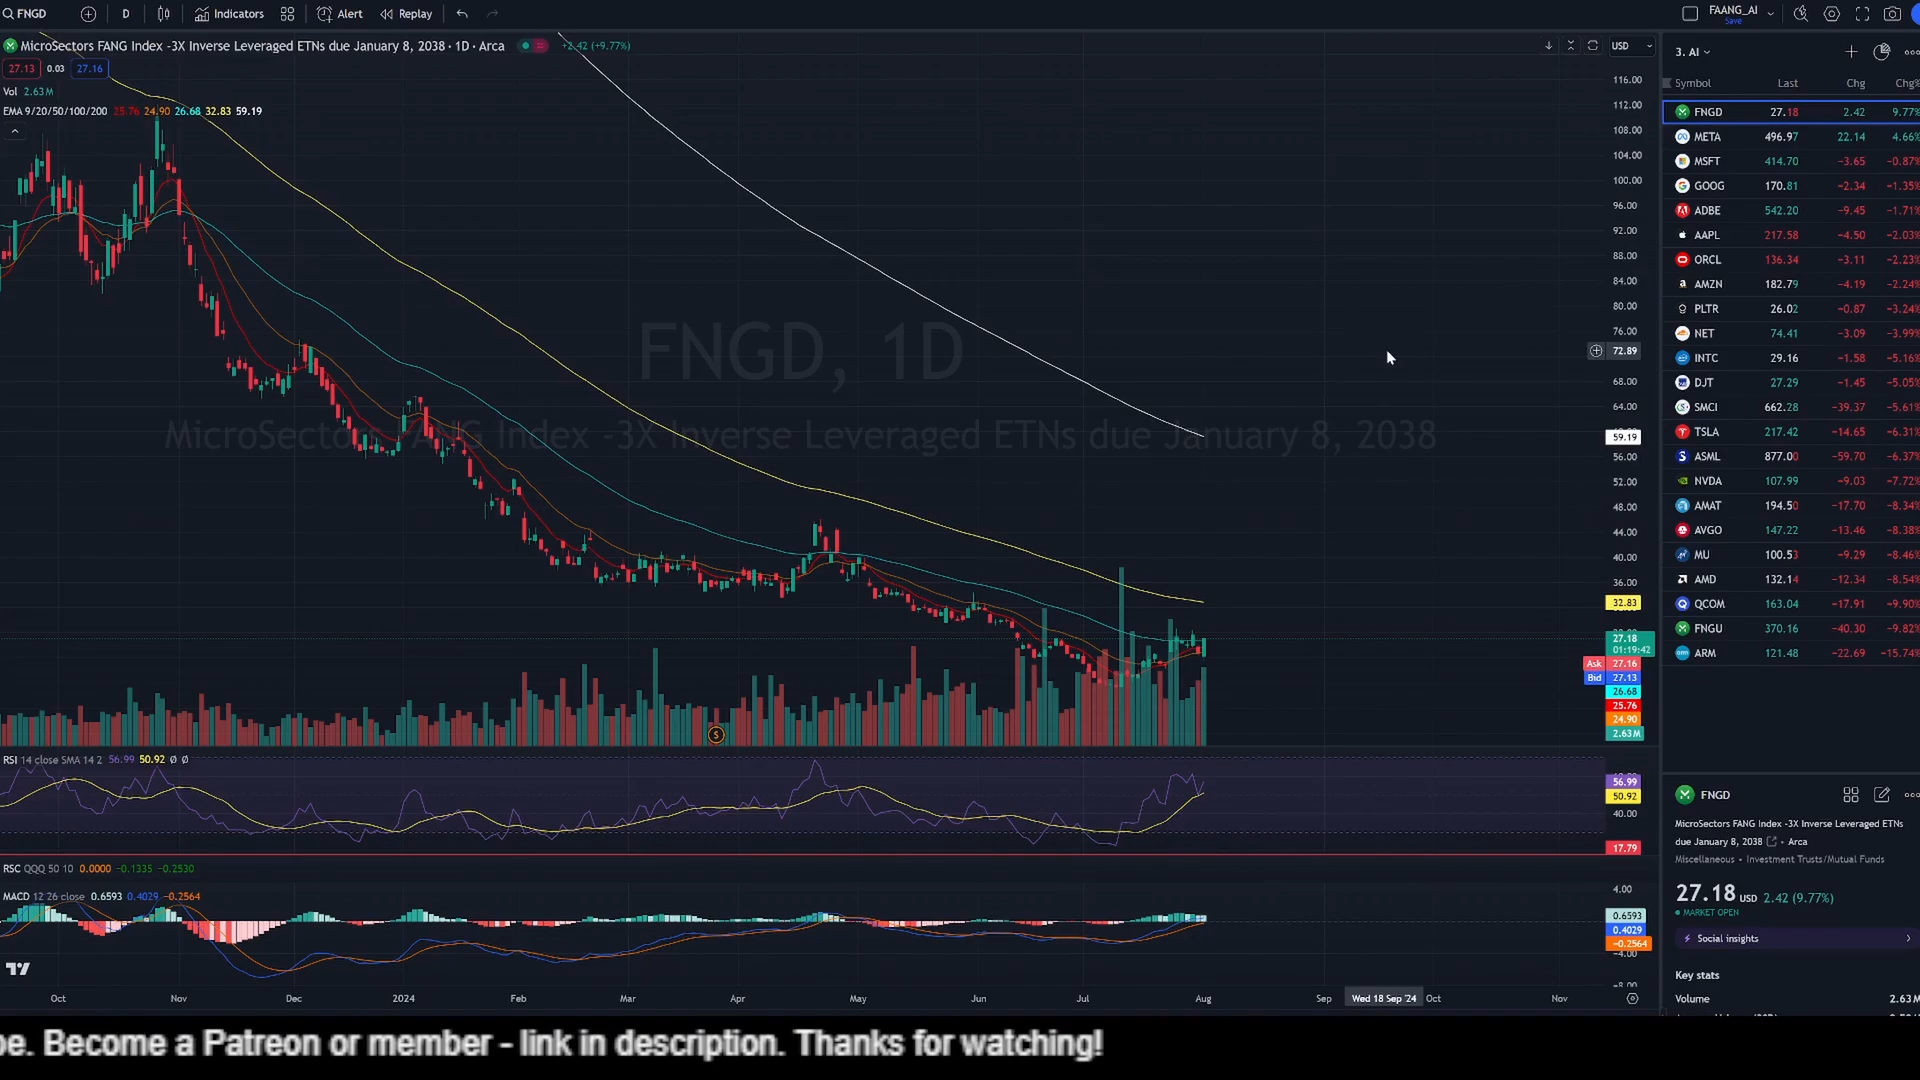 FNGD D Indicators Alert Replay FAANG_AI
Save
MicroSectors FANG Index -3X Inverse Leveraged ETNs due January 8, 2038 · 1D · Arca +2.42 (+9.77%) USD
27.13 0.03 27.16
Vol 2.63M
EMA 9/20/50/100/200 25.76 24.90 26.68 32.83 59.19
FNGD, 1D
MicroSectors FANG Index -3X Inverse Leveraged ETNs due January 8, 2038
116.00
112.00
108.00
104.00
100.00
96.00
92.00
88.00
84.00
80.00
76.00
72.89
68.00
64.00
59.19
56.00
52.00
48.00
44.00
40.00
36.00
32.83
27.18
01:19:42
Ask 27.16
Bid 27.13
26.68
25.76
24.90
2.63M
S
RSI 14 close SMA 14 2 56.99 50.92 Ø Ø
56.99
50.92
40.00
17.79
RSC QQQ 50 10 0.0000 −0.1335 −0.2530
MACD 12 26 close 0.6593 0.4029 −0.2564
4.00
0.6593
0.4029
−0.2564
−4.00
−8.00
Oct Nov Dec 2024 Feb Mar Apr May Jun Jul Aug Sep Wed 18 Sep '24 Oct Nov
3. AI
Symbol Last Chg Chg%
FNGD 27.18 2.42 9.77%
META 496.97 22.14 4.66%
MSFT 414.70 −3.65 −0.87%
GOOG 170.81 −2.34 −1.35%
ADBE 542.20 −9.45 −1.71%
AAPL 217.58 −4.50 −2.03%
ORCL 136.34 −3.11 −2.23%
AMZN 182.79 −4.19 −2.24%
PLTR 26.02 −0.87 −3.24%
NET 74.41 −3.09 −3.99%
INTC 29.16 −1.58 −5.16%
DJT 27.29 −1.45 −5.05%
SMCI 662.28 −39.37 −5.61%
TSLA 217.42 −14.65 −6.31%
ASML 877.00 −59.70 −6.37%
NVDA 107.99 −9.03 −7.72%
AMAT 194.50 −17.70 −8.34%
AVGO 147.22 −13.46 −8.38%
MU 100.53 −9.29 −8.46%
AMD 132.14 −12.34 −8.54%
QCOM 163.04 −17.91 −9.90%
FNGU 370.16 −40.30 −9.82%
ARM 121.48 −22.69 −15.74%
FNGD
MicroSectors FANG Index -3X Inverse Leveraged ETNs
due January 8, 2038 · Arca
Miscellaneous · Investment Trusts/Mutual Funds
27.18 USD 2.42 (9.77%)
MARKET OPEN
Social insights
Key stats
Volume 2.63M
be. Become a Patreon or member - link in description. Thanks for watching!